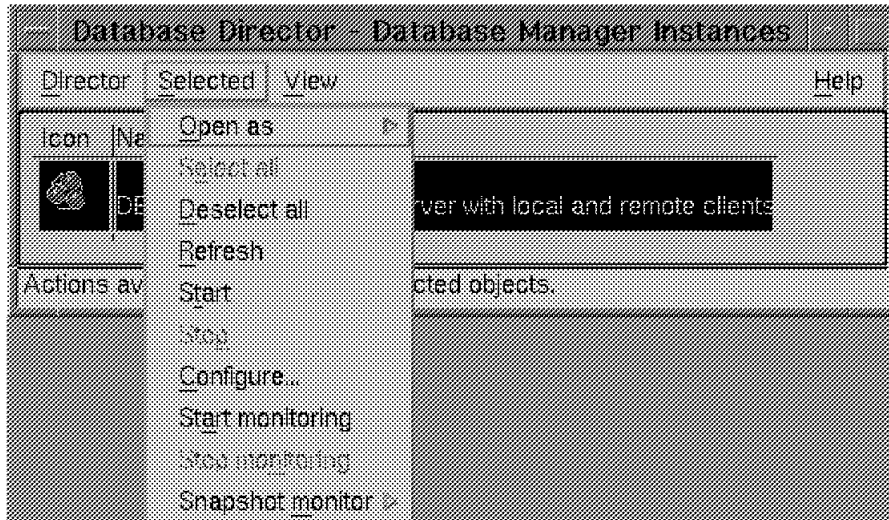 Database Director - Database Manager Instances
Director Selected View Help
Icon Na
DB
rver with local and remote clients
Actions av
cted objects.
Open as
Select all
Deselect all
Refresh
Start
Stop
Configure...
Start monitoring
Stop monitoring
Snapshot monitor